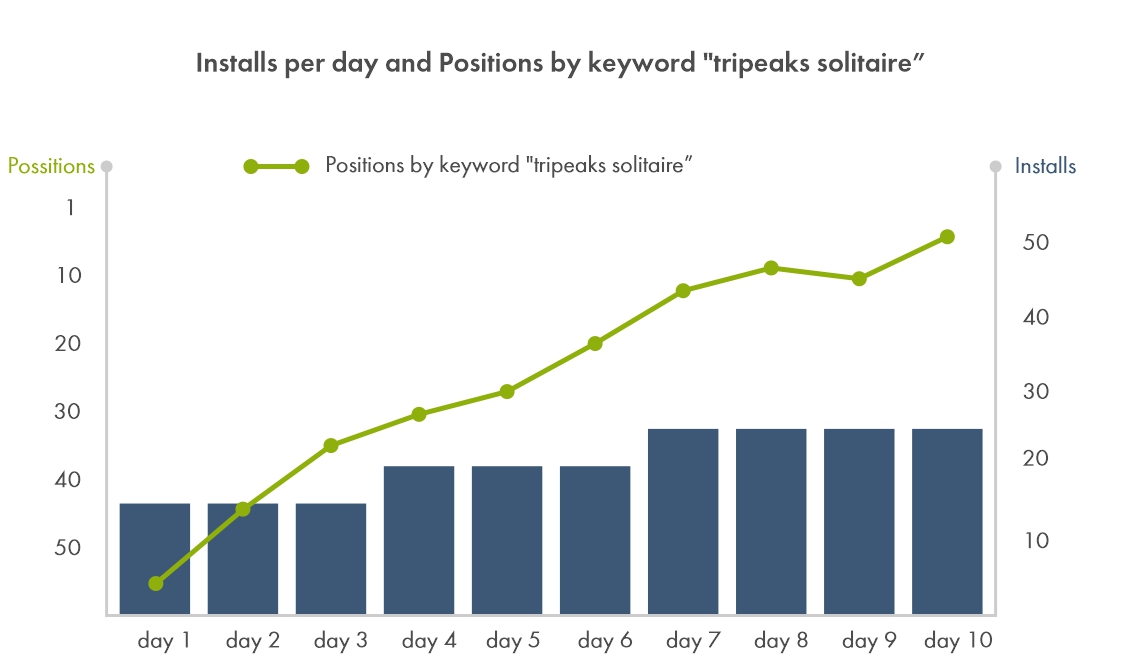 Installs per day and Positions by keyword "tripeaks solitaire”
Possitions
Positions by keyword "tripeaks solitaire”
Installs
1
10
20
30
40
50
50
40
30
20
10
day 1 day 2 day 3 day 4 day 5 day 6 day 7 day 8 day 9 day 10